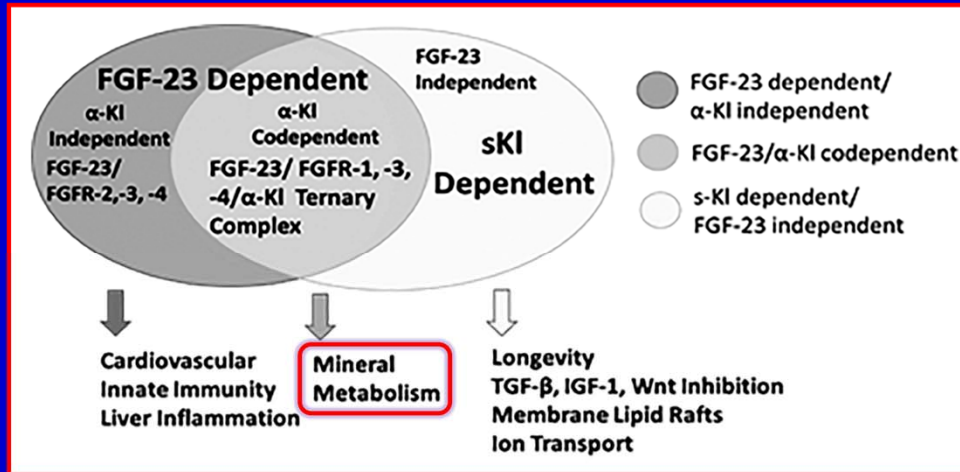 FGF-23 Dependent
α-Kl
Independent
FGF-23/
FGFR-2,-3, -4
α-Kl
Codependent
FGF-23/ FGFR-1, -3,
-4/α-Kl Ternary
Complex
FGF-23
Independent
sKl
Dependent
FGF-23 dependent/
α-Kl independent
FGF-23/α-Kl codependent
s-Kl dependent/
FGF-23 independent
Cardiovascular
Innate Immunity
Liver Inflammation
Mineral
Metabolism
Longevity
TGF-β, IGF-1, Wnt Inhibition
Membrane Lipid Rafts
Ion Transport